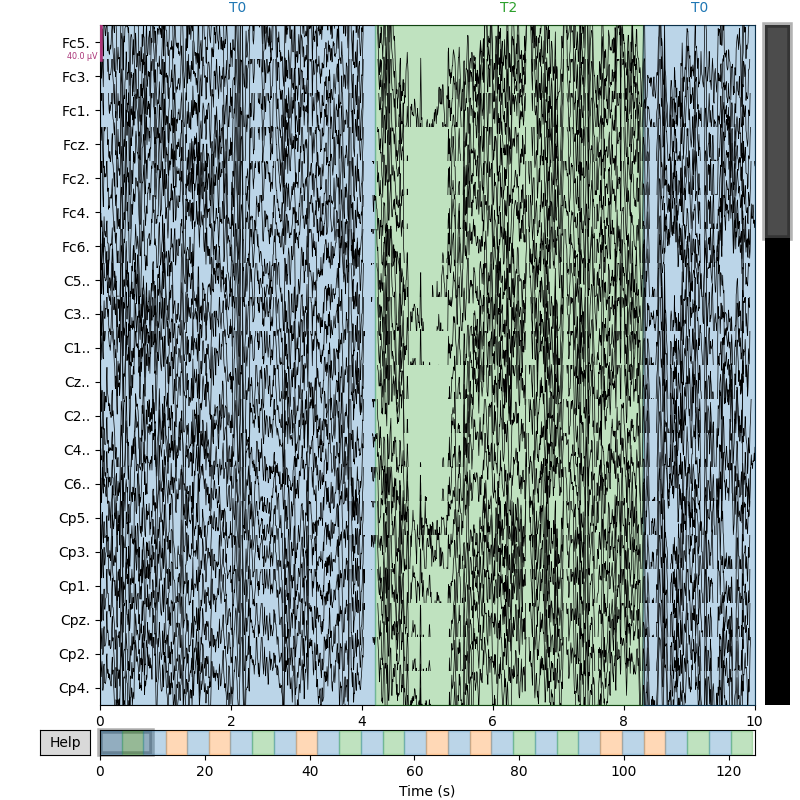 T0 T2 T0
Fc5.
40.0 µV
Fc3.
Fc1.
Fcz.
Fc2.
Fc4.
Fc6.
C5..
C3..
C1..
Cz..
C2..
C4..
C6..
Cp5.
Cp3.
Cp1.
Cpz.
Cp2.
Cp4.
0 2 4 6 8 10
Help
0 20 40 60 80 100 120
Time (s)